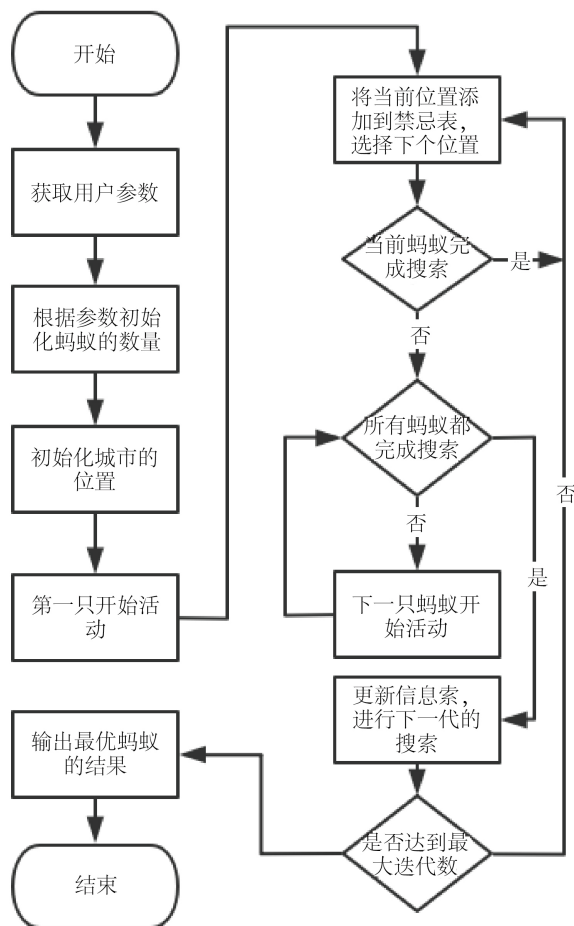 开始
获取用户参数
根据参数初始
化蚂蚁的数量
初始化城市的
位置
第一只开始活
动
将当前位置添
加到禁忌表，
选择下个位置
当前蚂蚁完
成搜索
是
否
所有蚂蚁都
完成搜索
否
是
否
下一只蚂蚁开
始活动
更新信息索，
进行下一代的
搜索
是否达到最
大迭代数
输出最优蚂蚁
的结果
结束